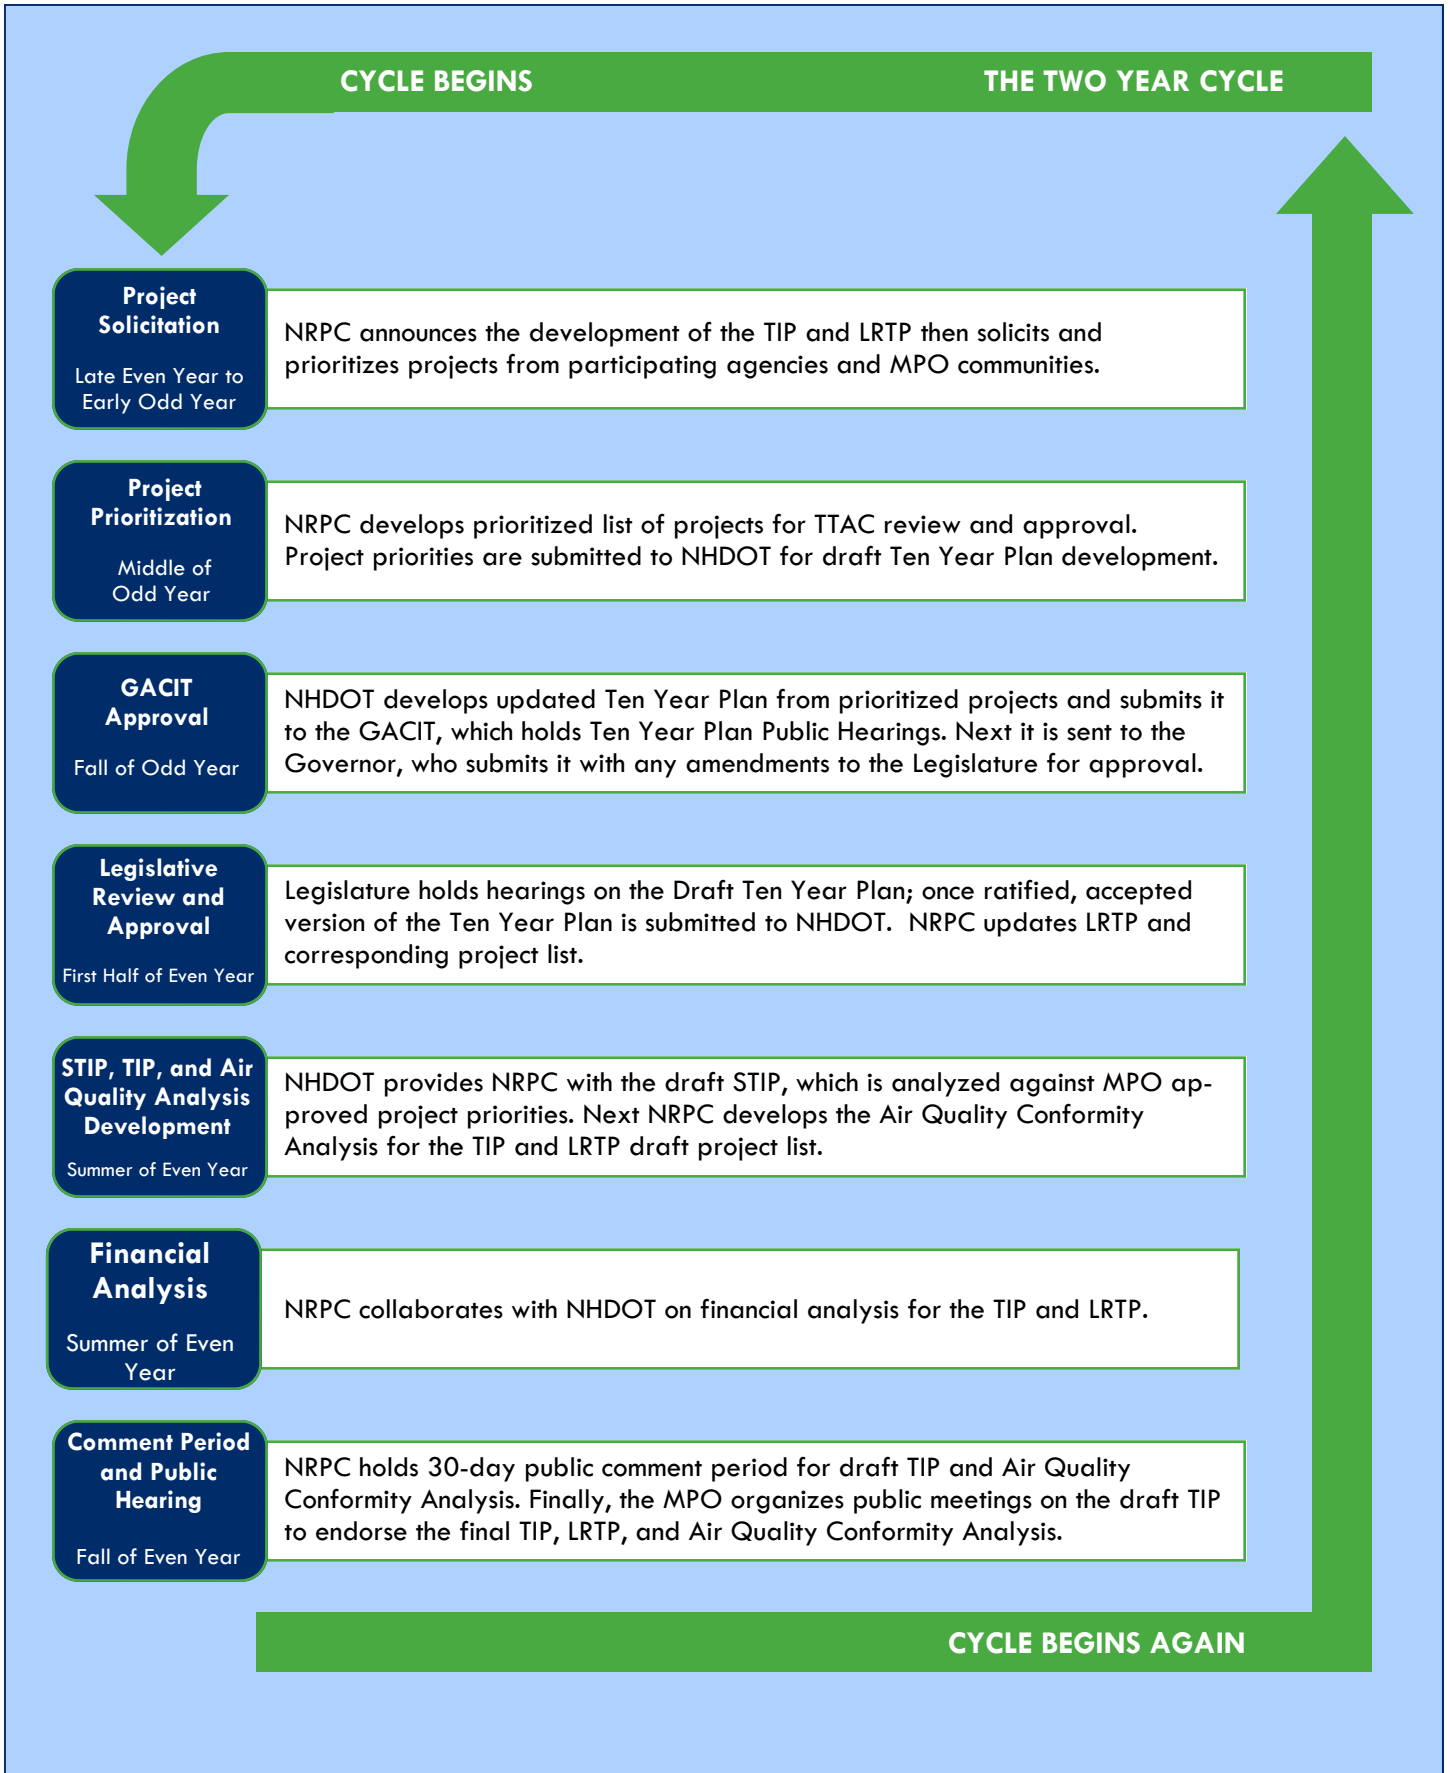 CYCLE BEGINS THE TWO YEAR CYCLE
Project
Solicitation
Late Even Year to
Early Odd Year
NRPC announces the development of the TIP and LRTP then solicits and
prioritizes projects from participating agencies and MPO communities.
Project
Prioritization
Middle of
Odd Year
NRPC develops prioritized list of projects for TTAC review and approval.
Project priorities are submitted to NHDOT for draft Ten Year Plan development.
GACIT
Approval
Fall of Odd Year
NHDOT develops updated Ten Year Plan from prioritized projects and submits it
to the GACIT, which holds Ten Year Plan Public Hearings. Next it is sent to the
Governor, who submits it with any amendments to the Legislature for approval.
Legislative
Review and
Approval
First Half of Even Year
Legislature holds hearings on the Draft Ten Year Plan; once ratified, accepted
version of the Ten Year Plan is submitted to NHDOT.  NRPC updates LRTP and
corresponding project list.
STIP, TIP, and Air
Quality Analysis
Development
Summer of Even Year
NHDOT provides NRPC with the draft STIP, which is analyzed against MPO ap-
proved project priorities. Next NRPC develops the Air Quality Conformity
Analysis for the TIP and LRTP draft project list.
Financial
Analysis
Summer of Even
Year
NRPC collaborates with NHDOT on financial analysis for the TIP and LRTP.
Comment Period
and Public
Hearing
Fall of Even Year
NRPC holds 30-day public comment period for draft TIP and Air Quality
Conformity Analysis. Finally, the MPO organizes public meetings on the draft TIP
to endorse the final TIP, LRTP, and Air Quality Conformity Analysis.
CYCLE BEGINS AGAIN